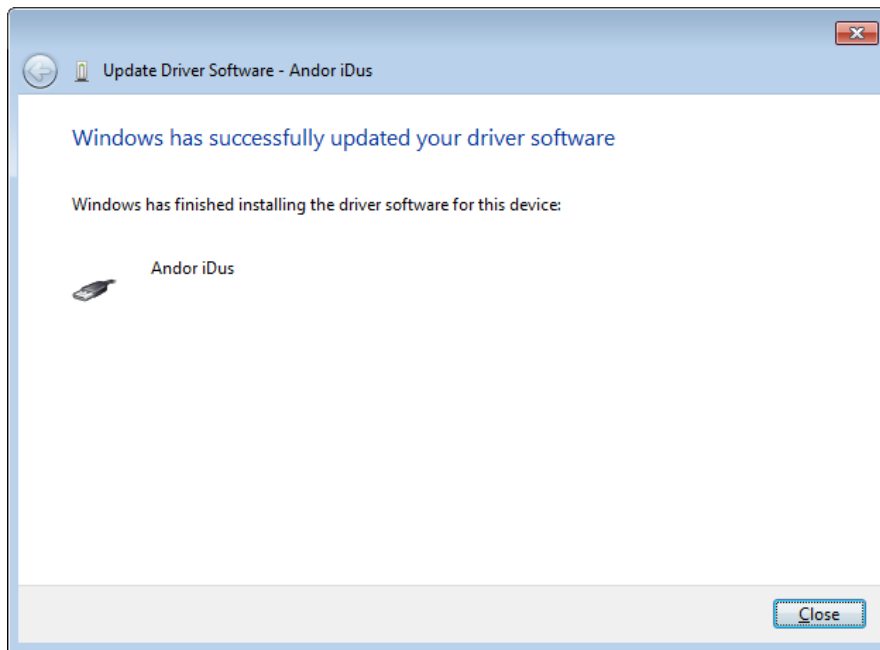 Update Driver Software - Andor iDus
Windows has successfully updated your driver software
Windows has finished installing the driver software for this device:
Andor iDus
Close